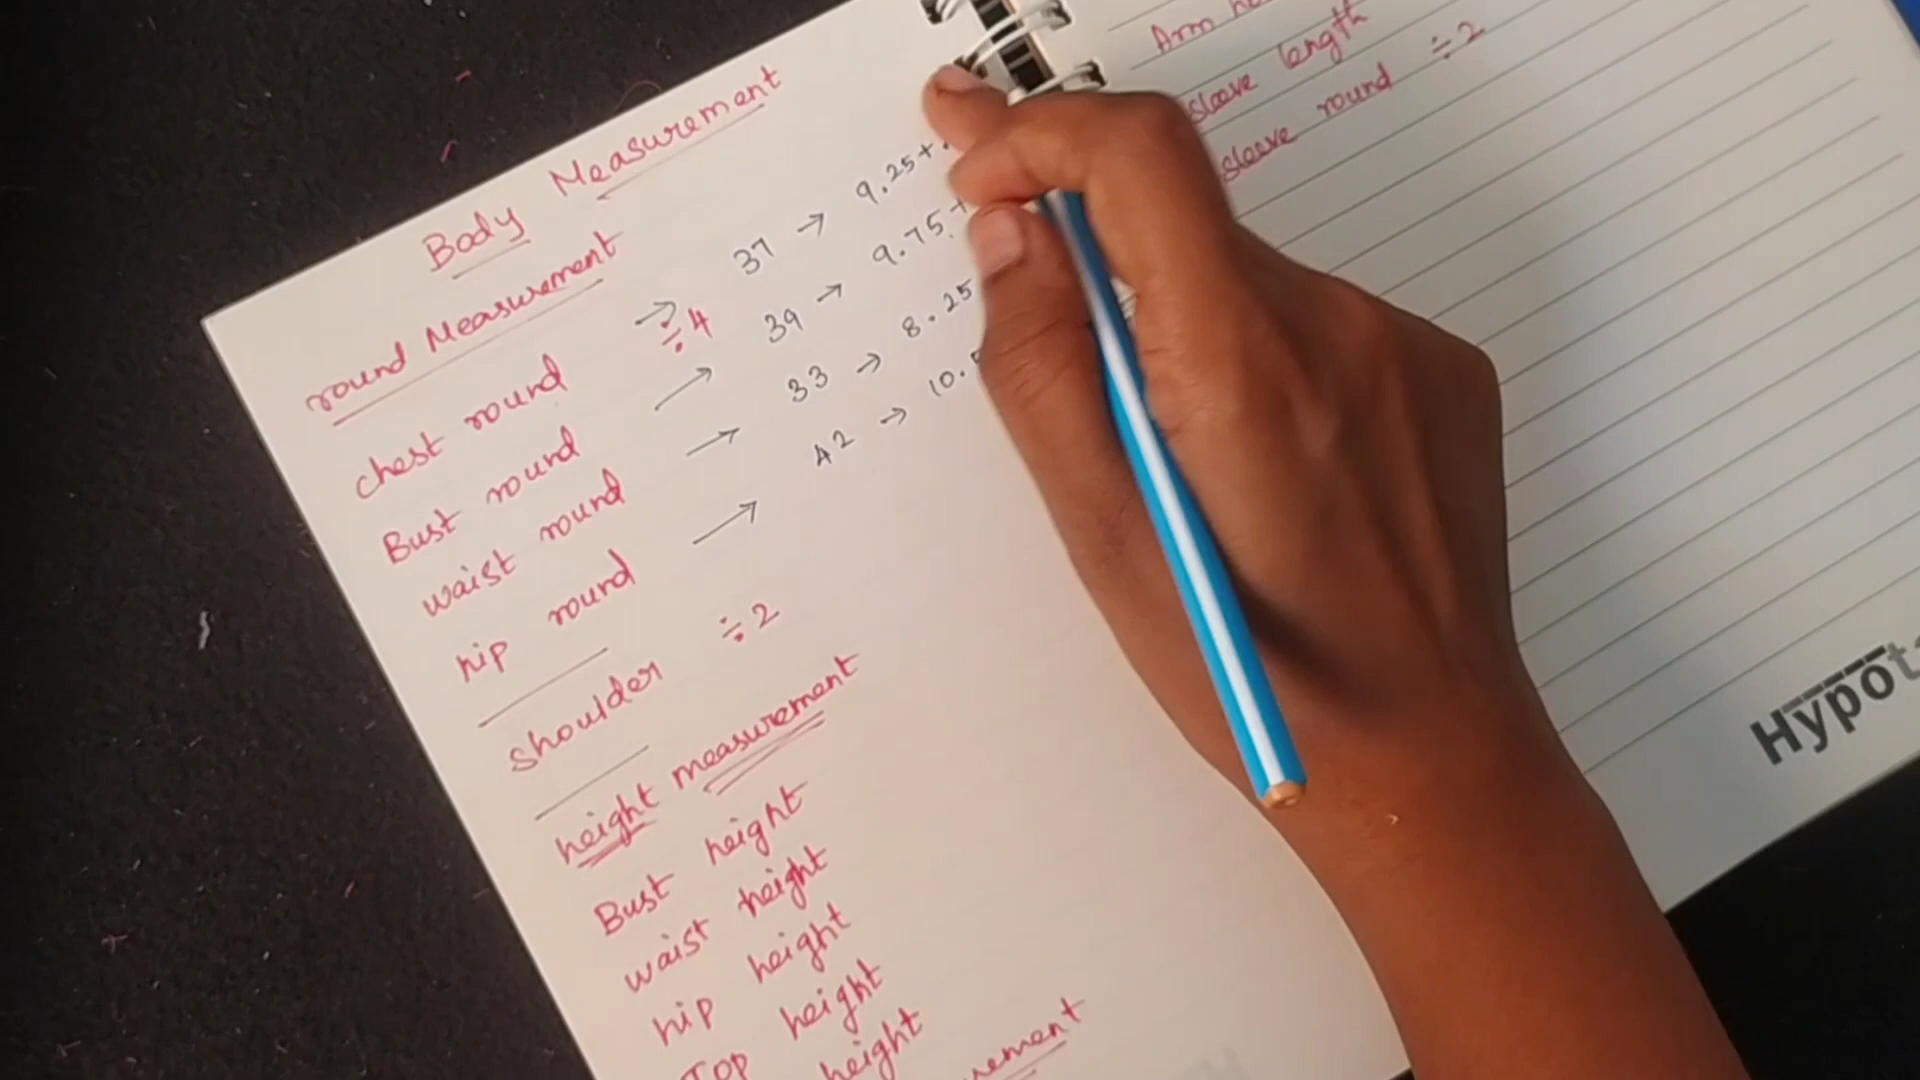 Body Measurement
round Measurement
chest round → ÷4 37 → 9.25+
Bust round → 39 → 9.75+
waist round → 33 → 8.25
hip round → 42 → 10.
shoulder ÷2
height measurement
Bust height
waist height
hip height
Top height
height
Arm
sleeve length
sleeve round ÷2